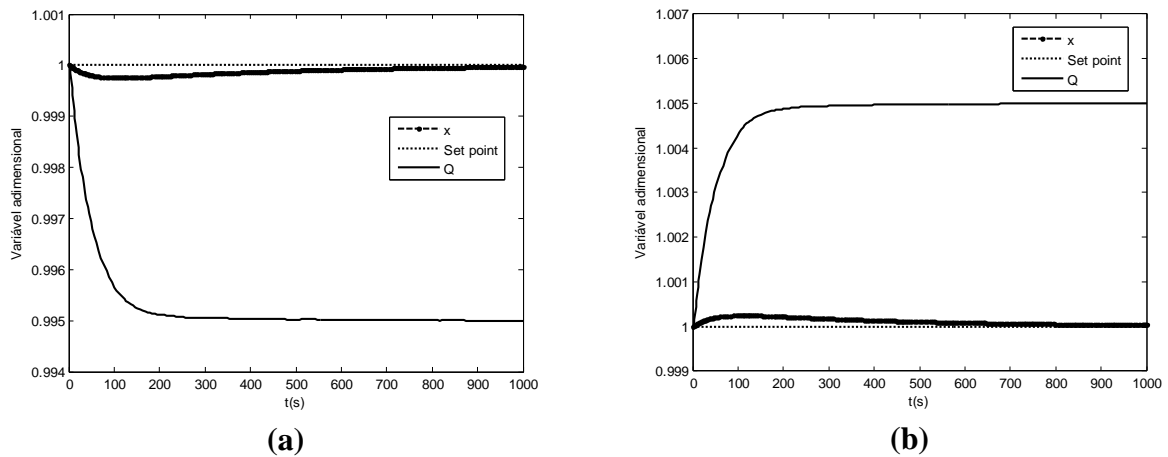 1.001
1
0.999
0.998
0.997
0.996
0.995
0.994
0 100 200 300 400 500 600 700 800 900 1000
t(s)
Variável adimensional
x
Set point
Q
(a)
1.007
1.006
1.005
1.004
1.003
1.002
1.001
1
0.999
0 100 200 300 400 500 600 700 800 900 1000
t(s)
Variável adimensional
x
Set point
Q
(b)